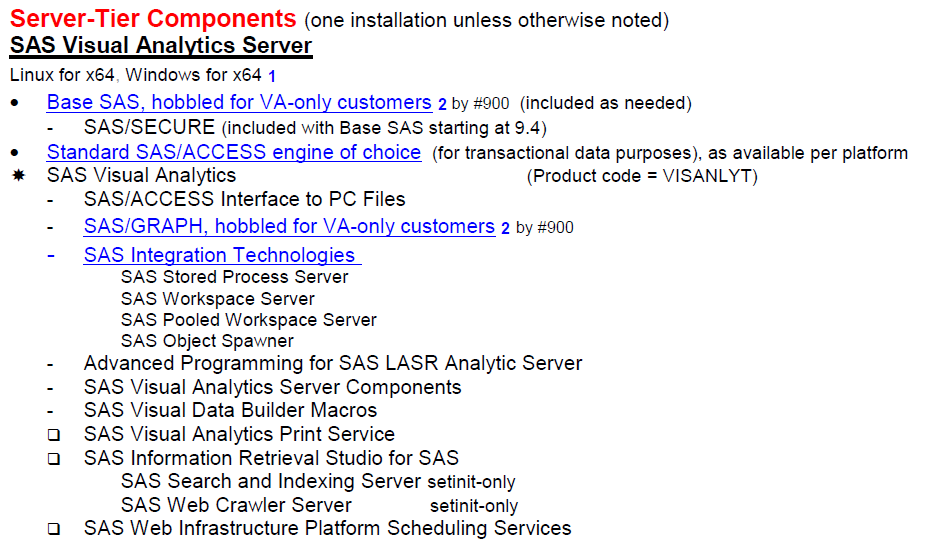 Server-Tier Components (one installation unless otherwise noted)
SAS Visual Analytics Server
Linux for x64, Windows for x64 1
• Base SAS, hobbled for VA-only customers 2 by #900 (included as needed)
- SAS/SECURE (included with Base SAS starting at 9.4)
• Standard SAS/ACCESS engine of choice (for transactional data purposes), as available per platform
✷ SAS Visual Analytics (Product code = VISANLYT)
- SAS/ACCESS Interface to PC Files
- SAS/GRAPH, hobbled for VA-only customers 2 by #900
- SAS Integration Technologies
SAS Stored Process Server
SAS Workspace Server
SAS Pooled Workspace Server
SAS Object Spawner
- Advanced Programming for SAS LASR Analytic Server
- SAS Visual Analytics Server Components
- SAS Visual Data Builder Macros
❑ SAS Visual Analytics Print Service
❑ SAS Information Retrieval Studio for SAS
SAS Search and Indexing Server setinit-only
SAS Web Crawler Server setinit-only
❑ SAS Web Infrastructure Platform Scheduling Services